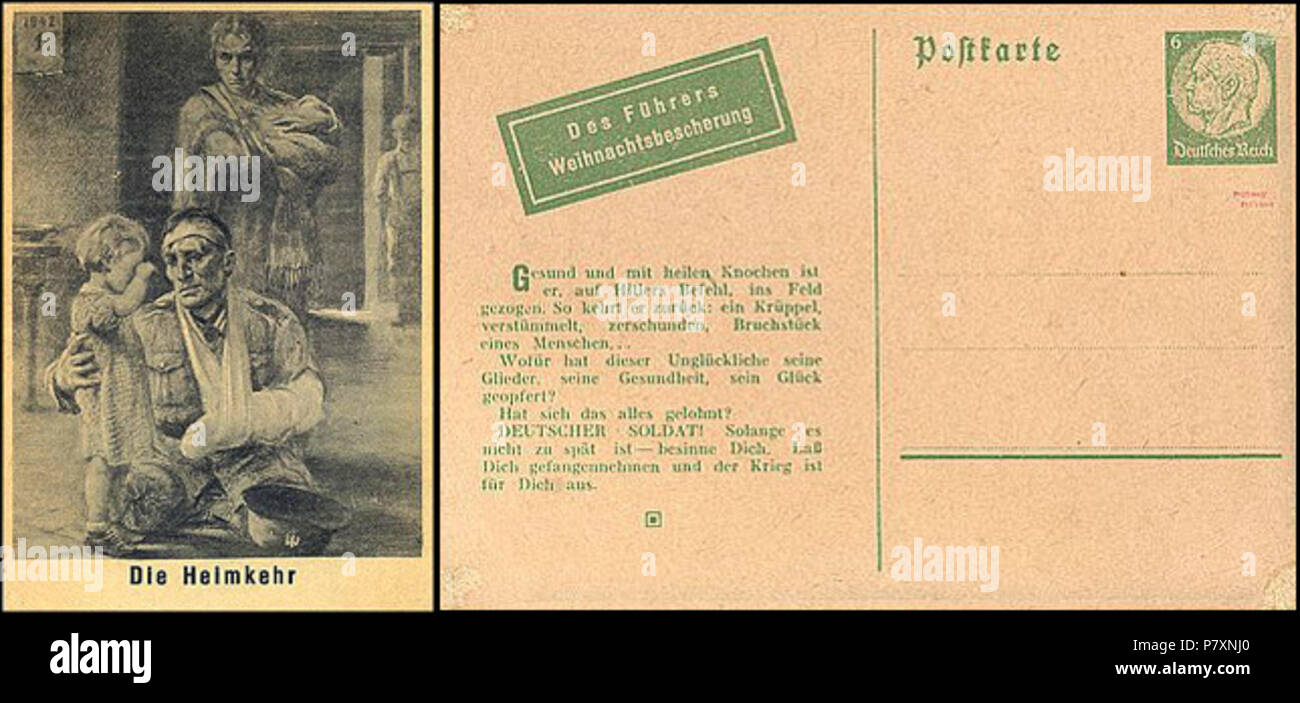 1942
Die Heimkehr
Des Führers
Weihnachtsbescherung
Gesund und mit heilen Knochen ist
er, auf Hitlers Befehl, ins Feld
gezogen. So kehrt er zurück: ein Krüppel,
verstümmelt, zerschunden, Bruchstück
eines Menschen...
Wofür hat dieser Unglückliche seine
Glieder, seine Gesundheit, sein Glück
geopfert?
Hat sich das alles gelohnt?
DEUTSCHER SOLDAT! Solange es
nicht zu spät ist — besinne Dich. Laß
Dich gefangennehmen und der Krieg ist
für Dich aus.
Postkarte
6
Deutsches Reich
alamy
alamy stock photo
Image ID: P7XNJ0
www.alamy.com